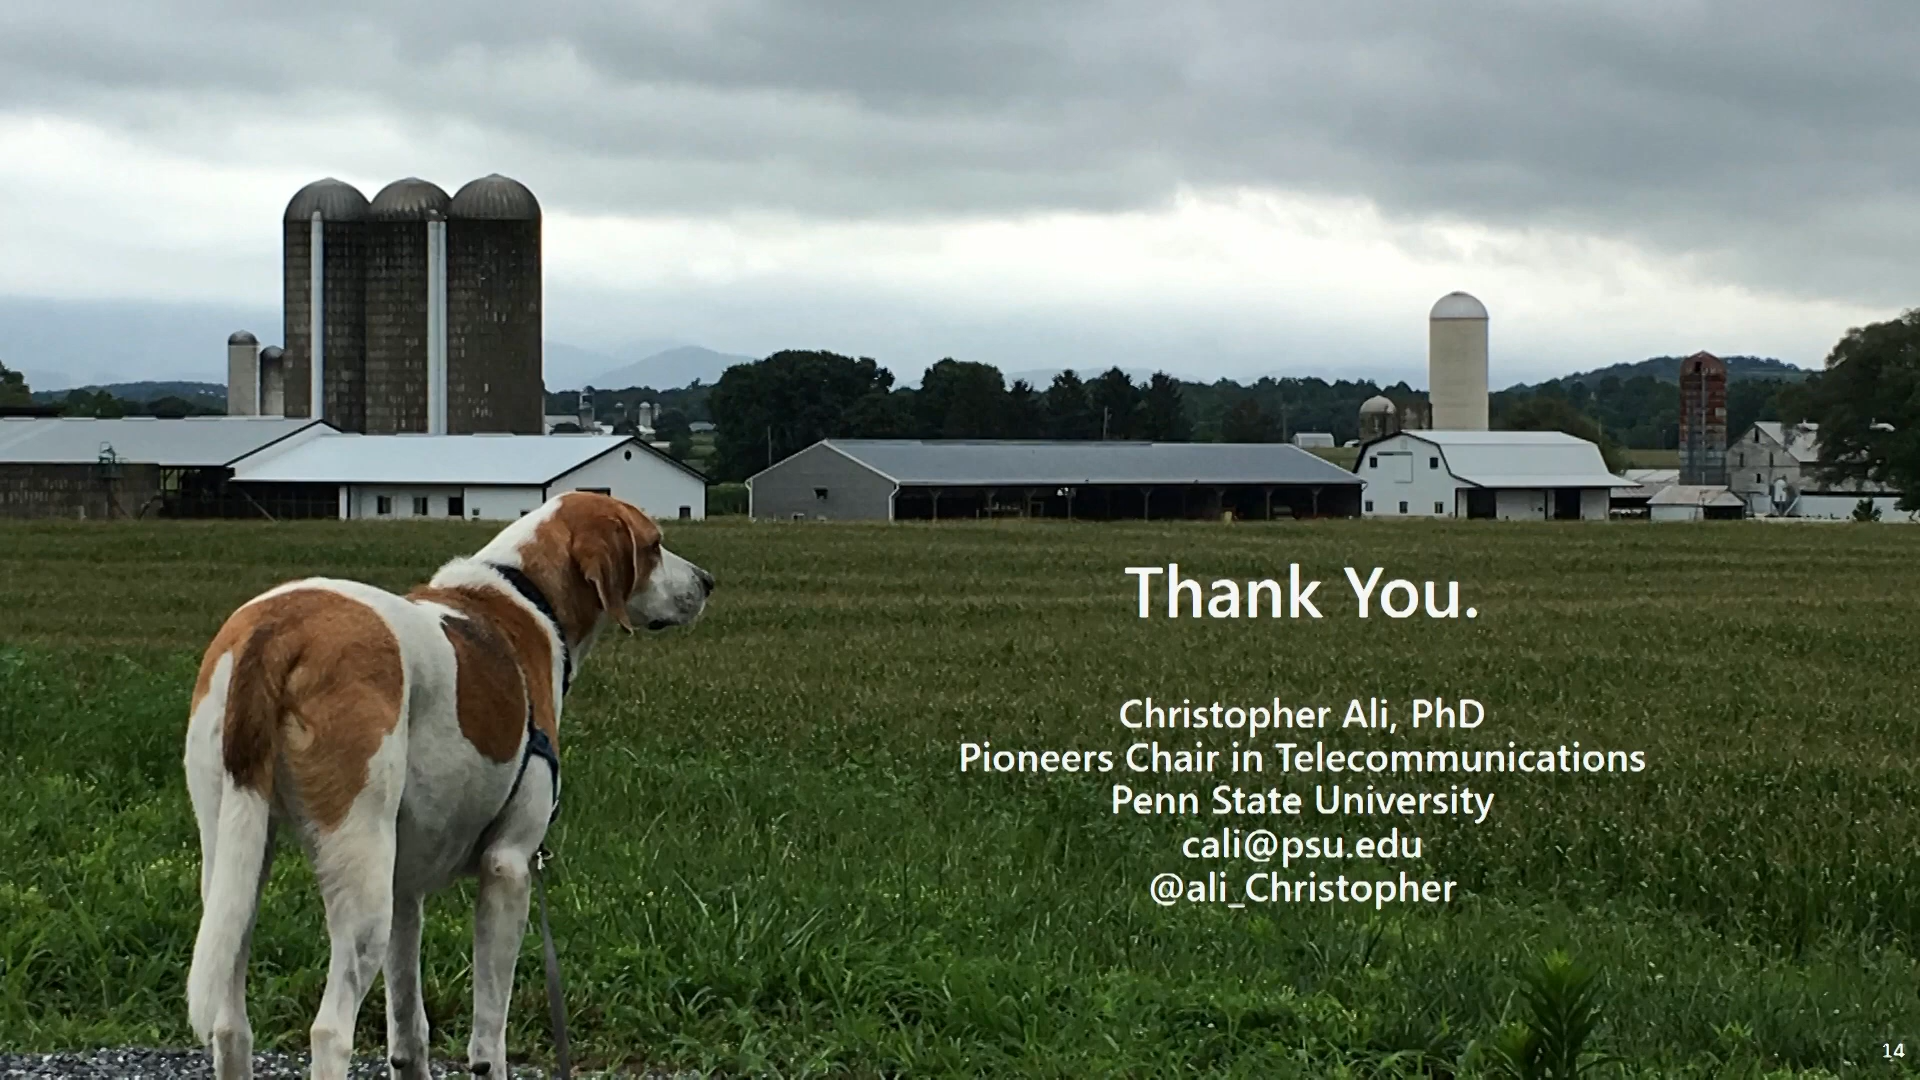 Thank You.
Christopher Ali, PhD
Pioneers Chair in Telecommunications
Penn State University
cali@psu.edu
@ali_Christopher
14